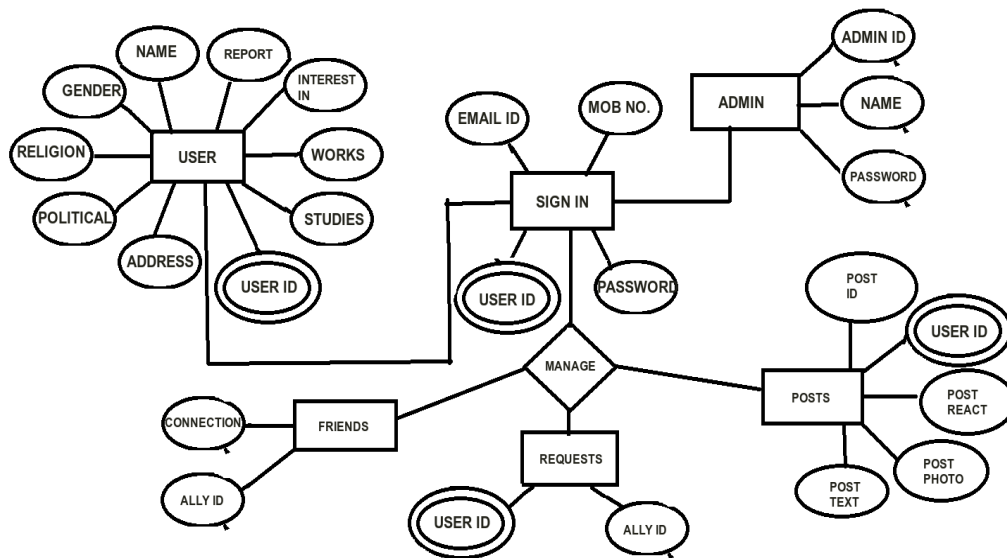 NAME
REPORT
GENDER
INTEREST
IN
RELIGION
USER
WORKS
POLITICAL
STUDIES
ADDRESS
USER ID
EMAIL ID
MOB NO.
SIGN IN
USER ID
PASSWORD
ADMIN
ADMIN ID
NAME
PASSWORD
MANAGE
CONNECTION
FRIENDS
ALLY ID
REQUESTS
USER ID
ALLY ID
POST
ID
USER ID
POSTS
POST
REACT
POST
PHOTO
POST
TEXT